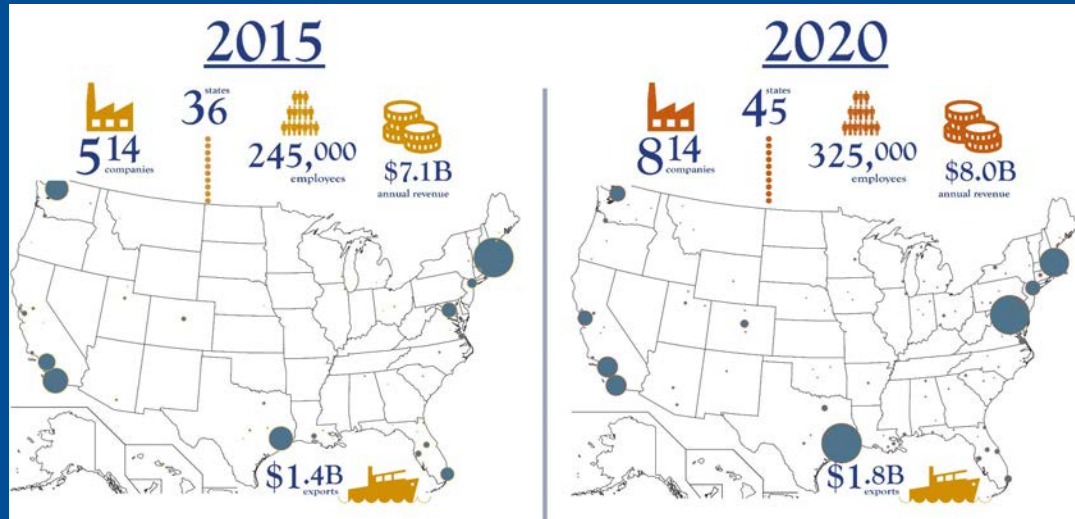 2015
36 states
514 companies
245,000 employees
$7.1B
annual revenue
$1.4B
exports
2020
45 states
814 companies
325,000 employees
$8.0B
annual revenue
$1.8B
exports